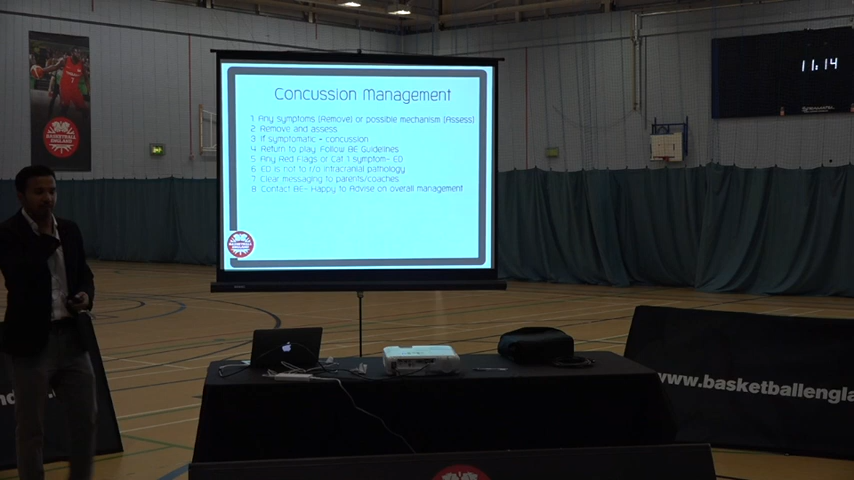 11:14
Concussion Management
1 Any symptoms (Remove) or possible mechanism (Assess)
2 Remove and assess
3 If symptomatic = concussion
4 Return to play: Follow BE Guidelines
5 Any Red Flags or Cat 1 symptom- ED
6 ED is not to r/o intracranial pathology
7 Clear messaging to parents/coaches
8 Contact BE- Happy to Advise on overall management
BASKETBALL
ENGLAND
www.basketballengla